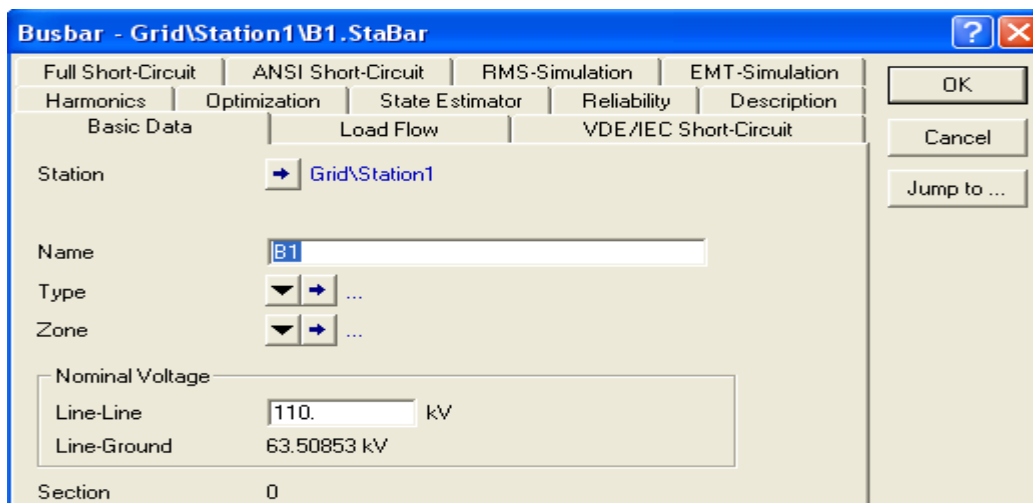 Busbar - Grid\Station1\B1.StaBar
Full Short-Circuit ANSI Short-Circuit RMS-Simulation EMT-Simulation
OK
Harmonics Optimization State Estimator Reliability Description
Basic Data Load Flow VDE/IEC Short-Circuit
Cancel
Station Grid\Station1
Jump to ...
Name B1
Type ...
Zone ...
Nominal Voltage
Line-Line 110. kV
Line-Ground 63.50853 kV
Section 0